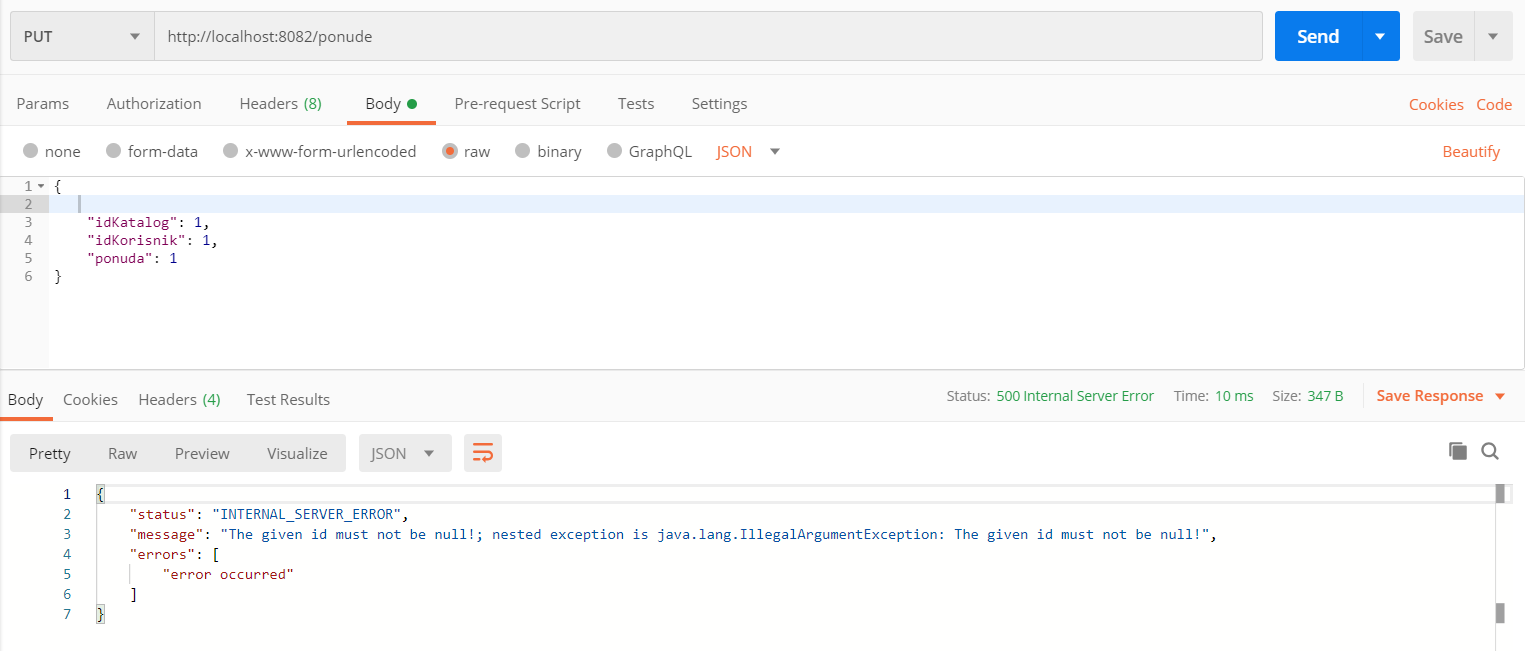 PUT http://localhost:8082/ponude Send Save
Params Authorization Headers (8) Body Pre-request Script Tests Settings Cookies Code
none form-data x-www-form-urlencoded raw binary GraphQL JSON Beautify
1 {
2
3 "idKatalog": 1,
4 "idKorisnik": 1,
5 "ponuda": 1
6 }
Body Cookies Headers (4) Test Results Status: 500 Internal Server Error Time: 10 ms Size: 347 B Save Response
Pretty Raw Preview Visualize JSON
1 {
2 "status": "INTERNAL_SERVER_ERROR",
3 "message": "The given id must not be null!; nested exception is java.lang.IllegalArgumentException: The given id must not be null!",
4 "errors": [
5 "error occurred"
6 ]
7 }